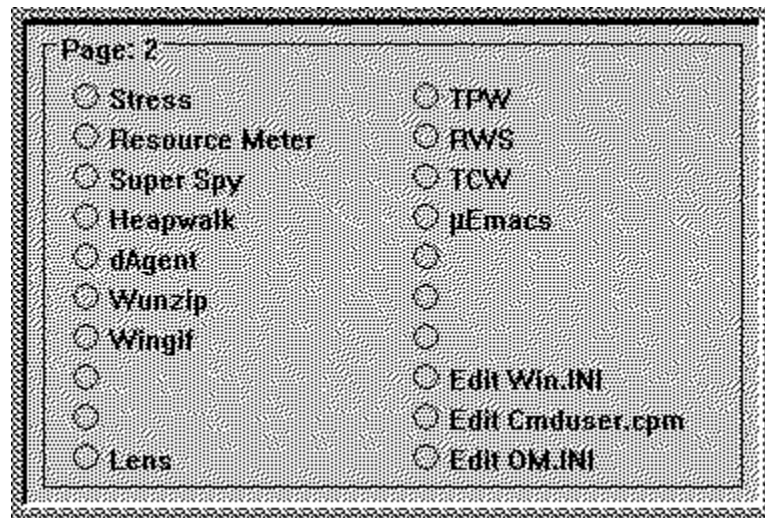 Page: 2
Stress
Resource Meter
Super Spy
Heapwalk
dAgent
Wunzip
Wingif
Lens
TPW
RWS
TCW
µEmacs
Edit Win.INI
Edit Cmduser.cpm
Edit OM.INI